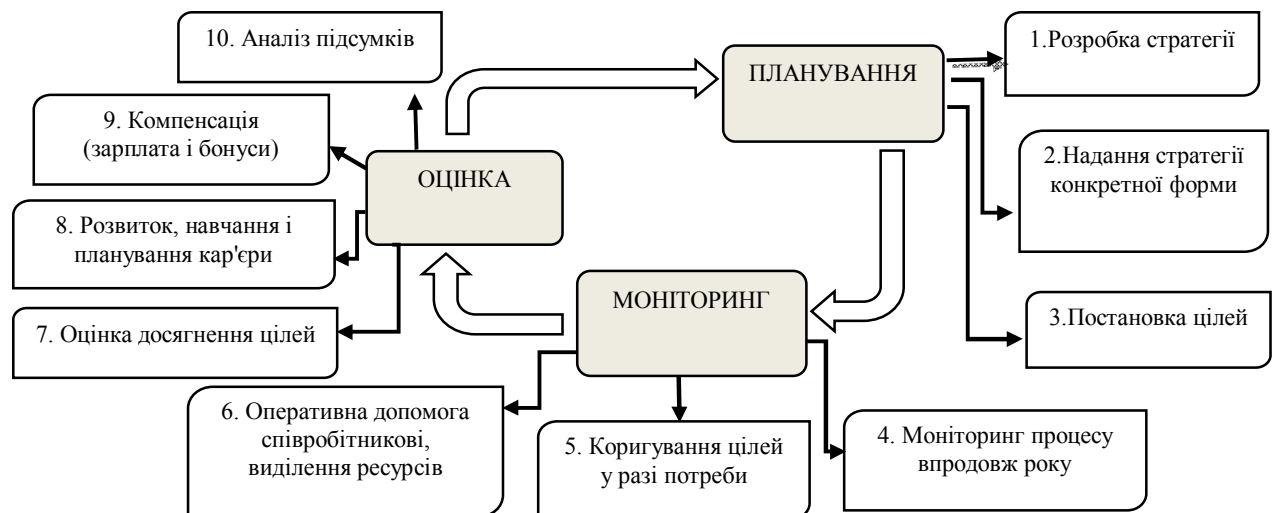 10. Аналіз підсумків
ПЛАНУВАННЯ
1.Розробка стратегії
9. Компенсація
(зарплата і бонуси)
ОЦІНКА
2.Надання стратегії
конкретної форми
8. Розвиток, навчання і
планування кар'єри
МОНІТОРИНГ
7. Оцінка досягнення цілей
3.Постановка цілей
6. Оперативна допомога
співробітникові,
виділення ресурсів
5. Коригування цілей
у разі потреби
4. Моніторинг процесу
впродовж року